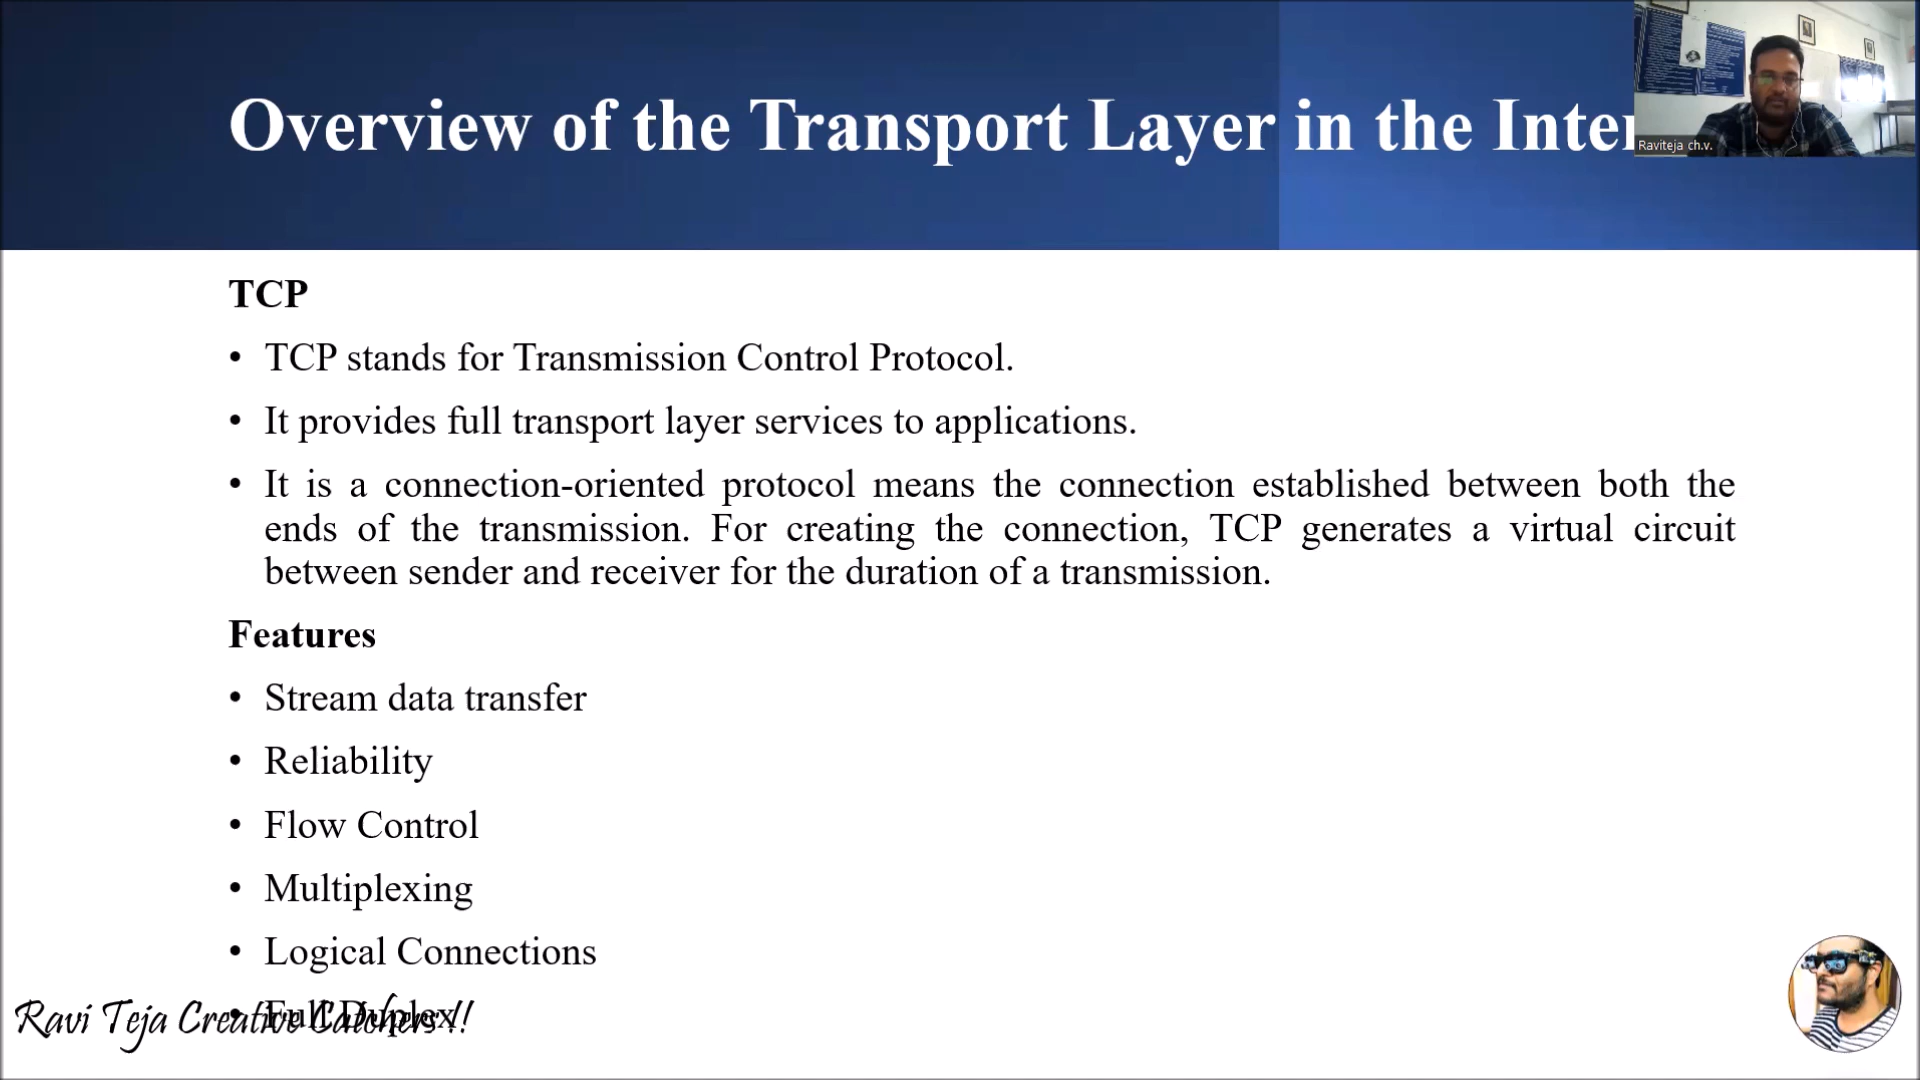 Overview of the Transport Layer in the Inter
Raviteja ch.v.
TCP
• TCP stands for Transmission Control Protocol.
• It provides full transport layer services to applications.
• It is a connection-oriented protocol means the connection established between both the
ends of the transmission. For creating the connection, TCP generates a virtual circuit
between sender and receiver for the duration of a transmission.
Features
• Stream data transfer
• Reliability
• Flow Control
• Multiplexing
• Logical Connections
• Full Duplex
Ravi Teja Creative Catchers !!